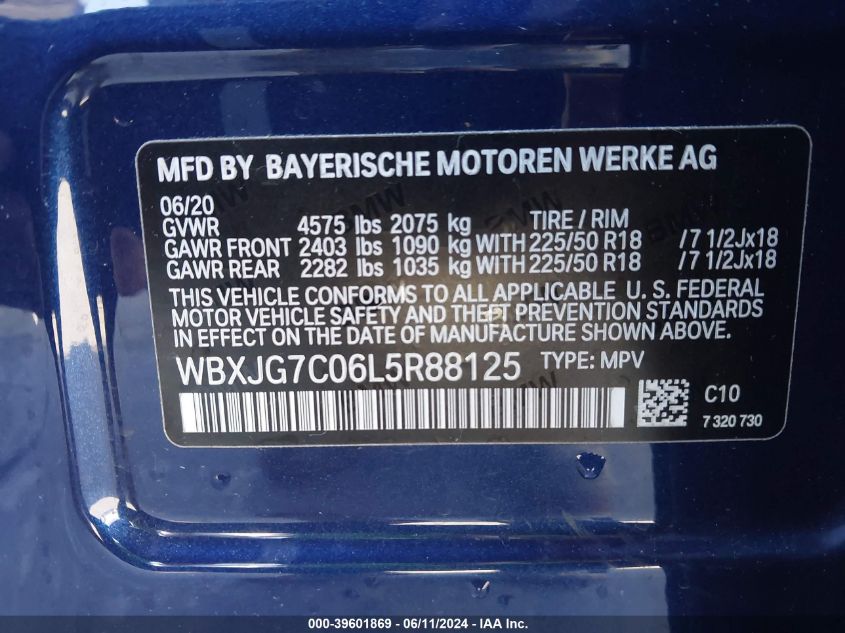 MFD BY BAYERISCHE MOTOREN WERKE AG
06/20
GVWR 4575 lbs 2075 kg TIRE / RIM
GAWR FRONT 2403 lbs 1090 kg WITH 225/50 R18 /7 1/2Jx18
GAWR REAR 2282 lbs 1035 kg WITH 225/50 R18 /7 1/2Jx18
THIS VEHICLE CONFORMS TO ALL APPLICABLE U. S. FEDERAL
MOTOR VEHICLE SAFETY AND THEFT PREVENTION STANDARDS
IN EFFECT ON THE DATE OF MANUFACTURE SHOWN ABOVE.
WBXJG7C06L5R88125 TYPE: MPV
C10
7 320 730
000-39601869 - 06/11/2024 - IAAI, Inc.